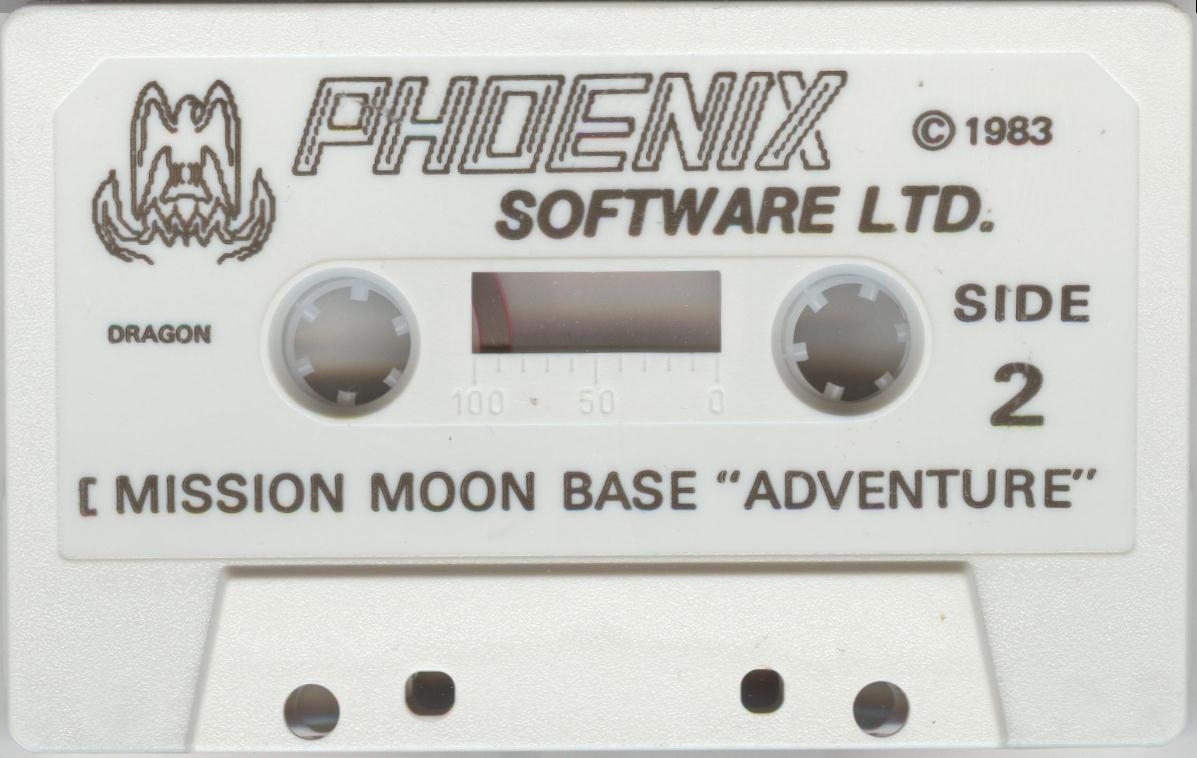 PHOENIX
© 1983
SOFTWARE LTD.
DRAGON
SIDE
2
100 50 0
[ MISSION MOON BASE "ADVENTURE"